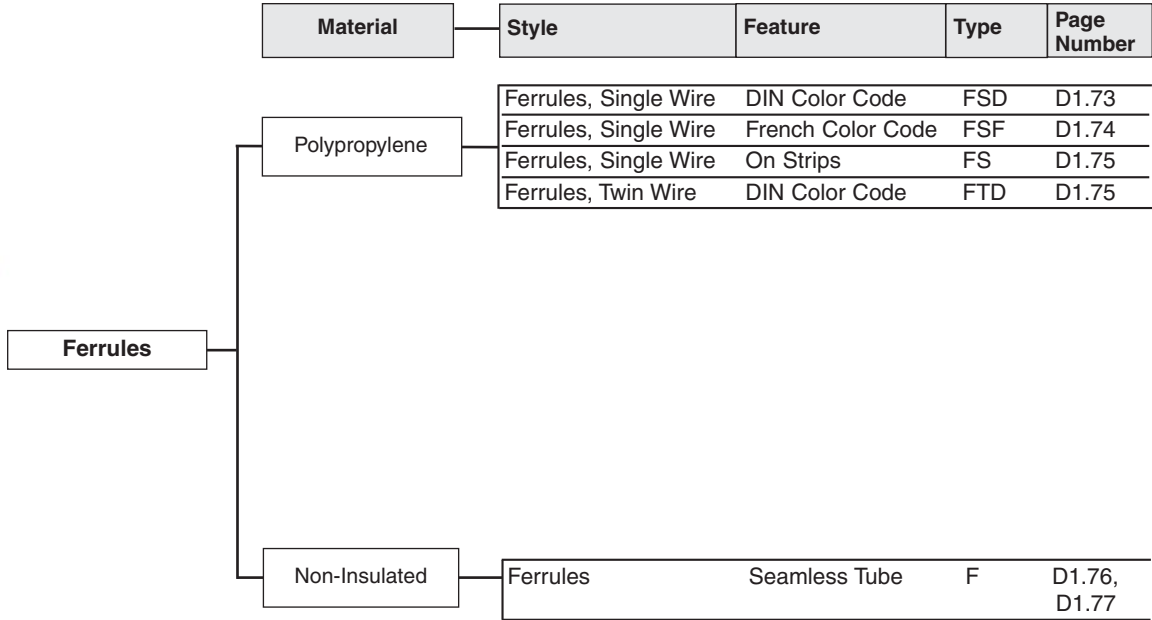 Material Style Feature Type Page Number
Ferrules, Single Wire DIN Color Code FSD D1.73
Ferrules, Single Wire French Color Code FSF D1.74
Polypropylene
Ferrules, Single Wire On Strips FS D1.75
Ferrules, Twin Wire DIN Color Code FTD D1.75
Ferrules
Non-Insulated Ferrules Seamless Tube F D1.76,
D1.77